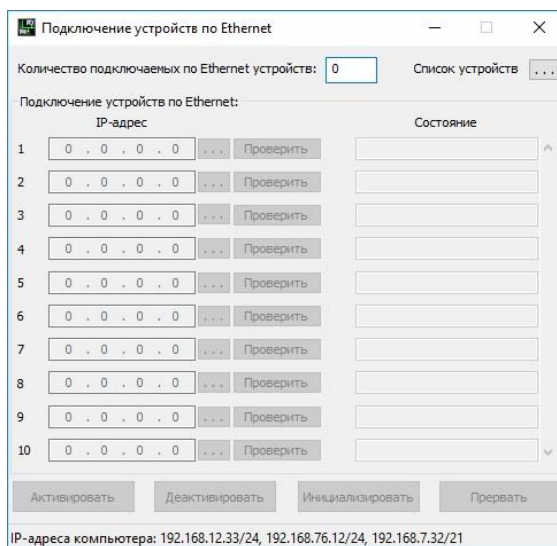 Подключение устройств по Ethernet
Количество подключаемых по Ethernet устройств: 0 Список устройств ...
Подключение устройств по Ethernet:
IP-адрес Состояние
1 0 . 0 . 0 . 0 ... Проверить
2 0 . 0 . 0 . 0 ... Проверить
3 0 . 0 . 0 . 0 ... Проверить
4 0 . 0 . 0 . 0 ... Проверить
5 0 . 0 . 0 . 0 ... Проверить
6 0 . 0 . 0 . 0 ... Проверить
7 0 . 0 . 0 . 0 ... Проверить
8 0 . 0 . 0 . 0 ... Проверить
9 0 . 0 . 0 . 0 ... Проверить
10 0 . 0 . 0 . 0 ... Проверить
Активировать Деактивировать Инициализировать Прервать
IP-адреса компьютера: 192.168.12.33/24, 192.168.76.12/24, 192.168.7.32/21